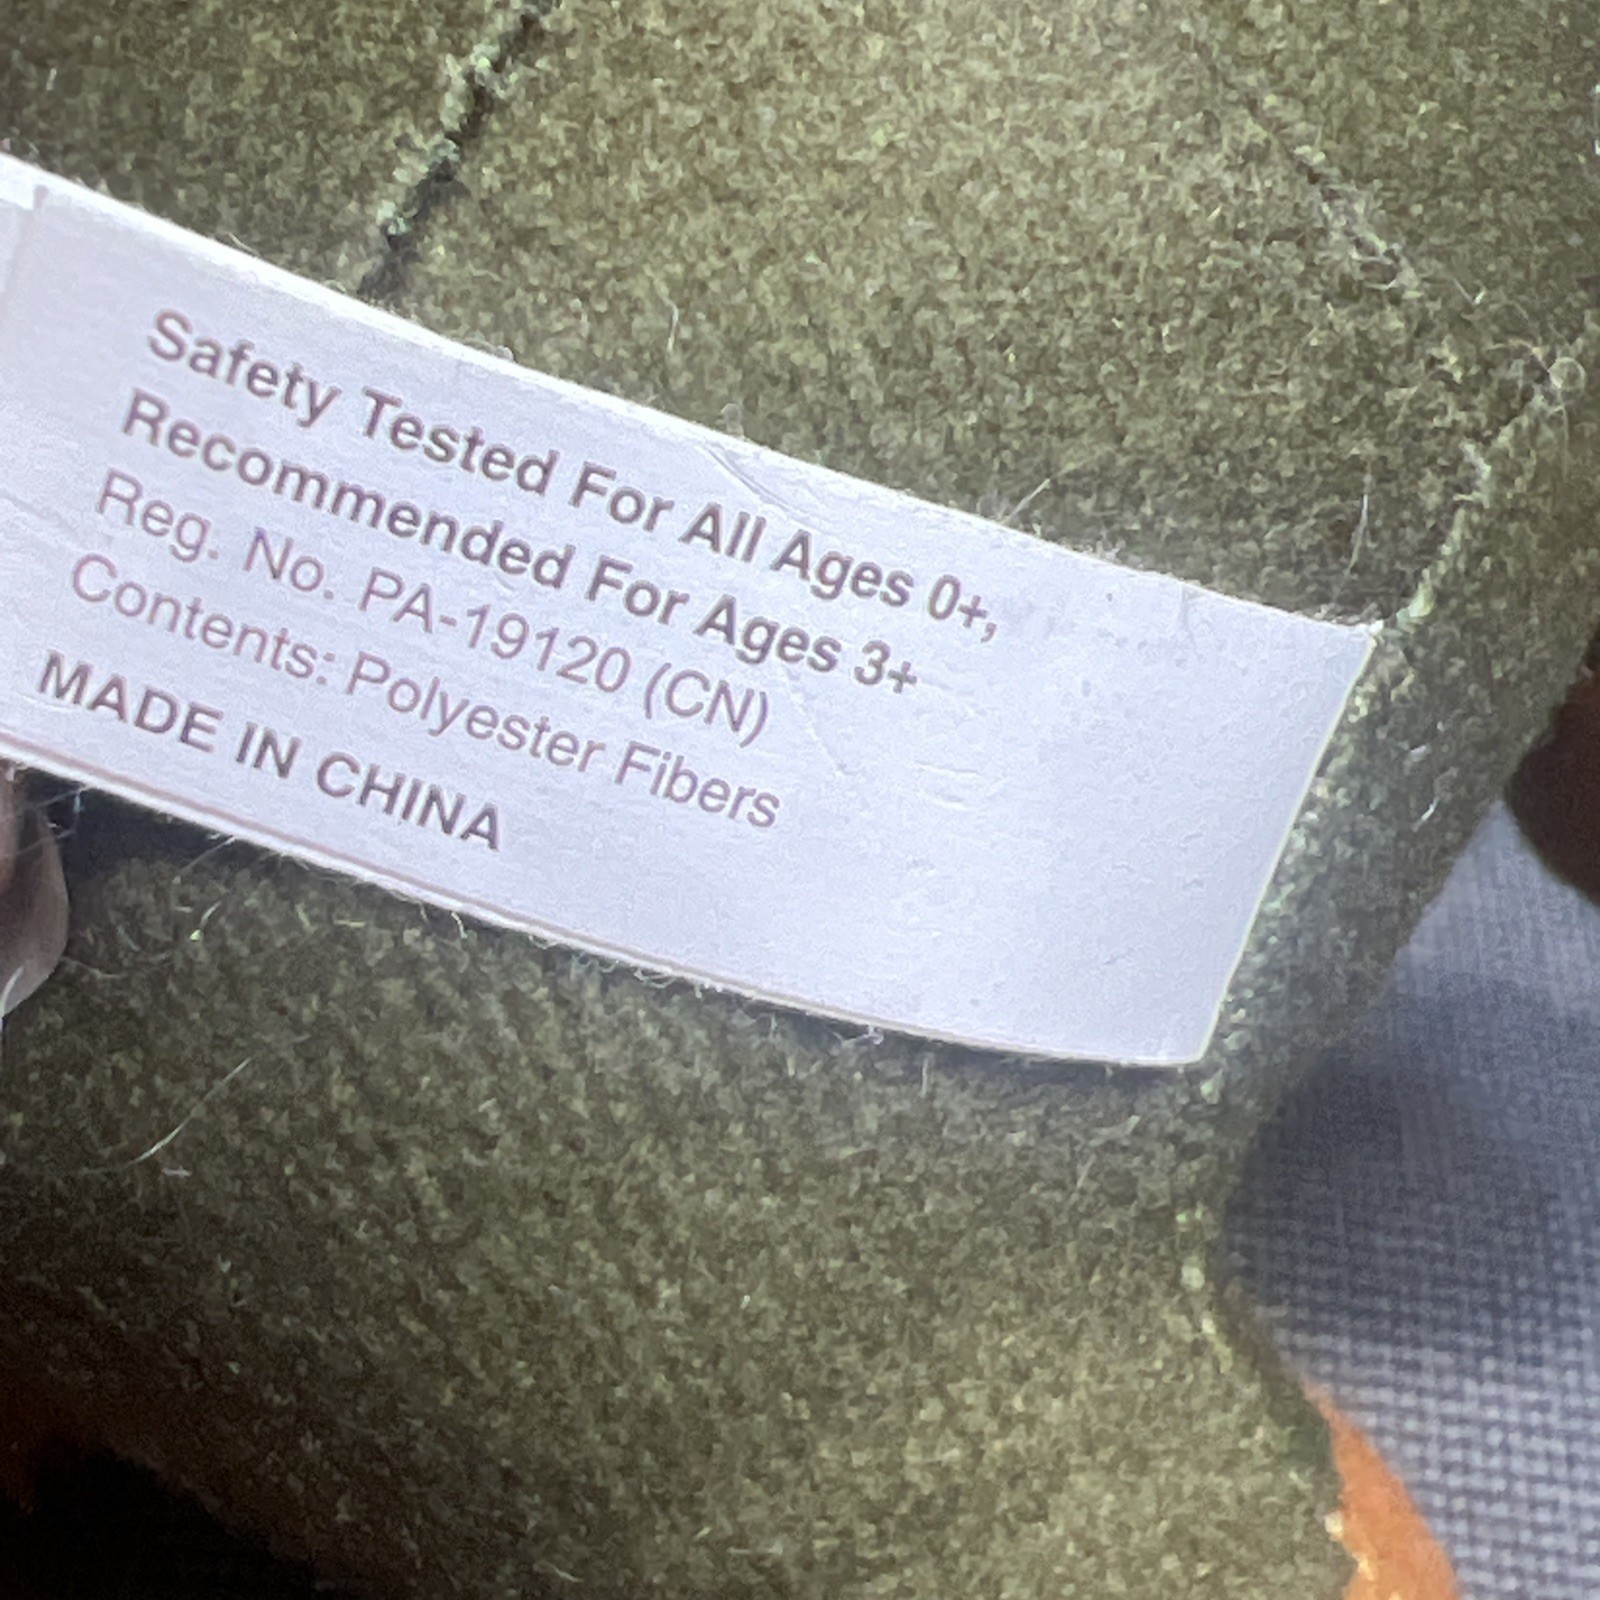 Safety Tested For All Ages 0+,
Recommended For Ages 3+
Reg. No. PA-19120 (CN)
Contents: Polyester Fibers
MADE IN CHINA